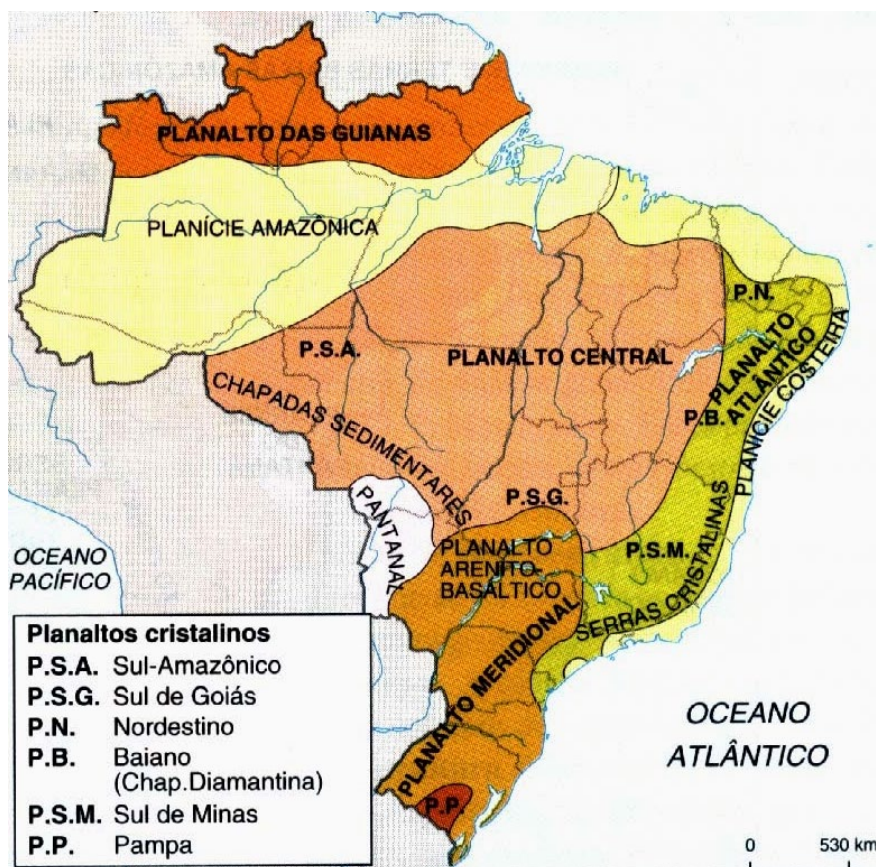 PLANALTO DAS GUIANAS
PLANÍCIE AMAZÔNICA
P.N.
P.S.A.
PLANALTO CENTRAL
PLANALTO
ATLÂNTICO
P.B.
PLANÍCIE COSTEIRA
CHAPADAS SEDIMENTARES
P.S.G.
PANTANAL
PLANALTO
ARENITO-
BASÁLTICO
P.S.M.
SERRAS CRISTALINAS
PLANALTO MERIDIONAL
P.P.
OCEANO
PACÍFICO
OCEANO
ATLÂNTICO
Planaltos cristalinos
P.S.A. Sul-Amazônico
P.S.G. Sul de Goiás
P.N. Nordestino
P.B. Baiano
(Chap.Diamantina)
P.S.M. Sul de Minas
P.P. Pampa
0 530 km